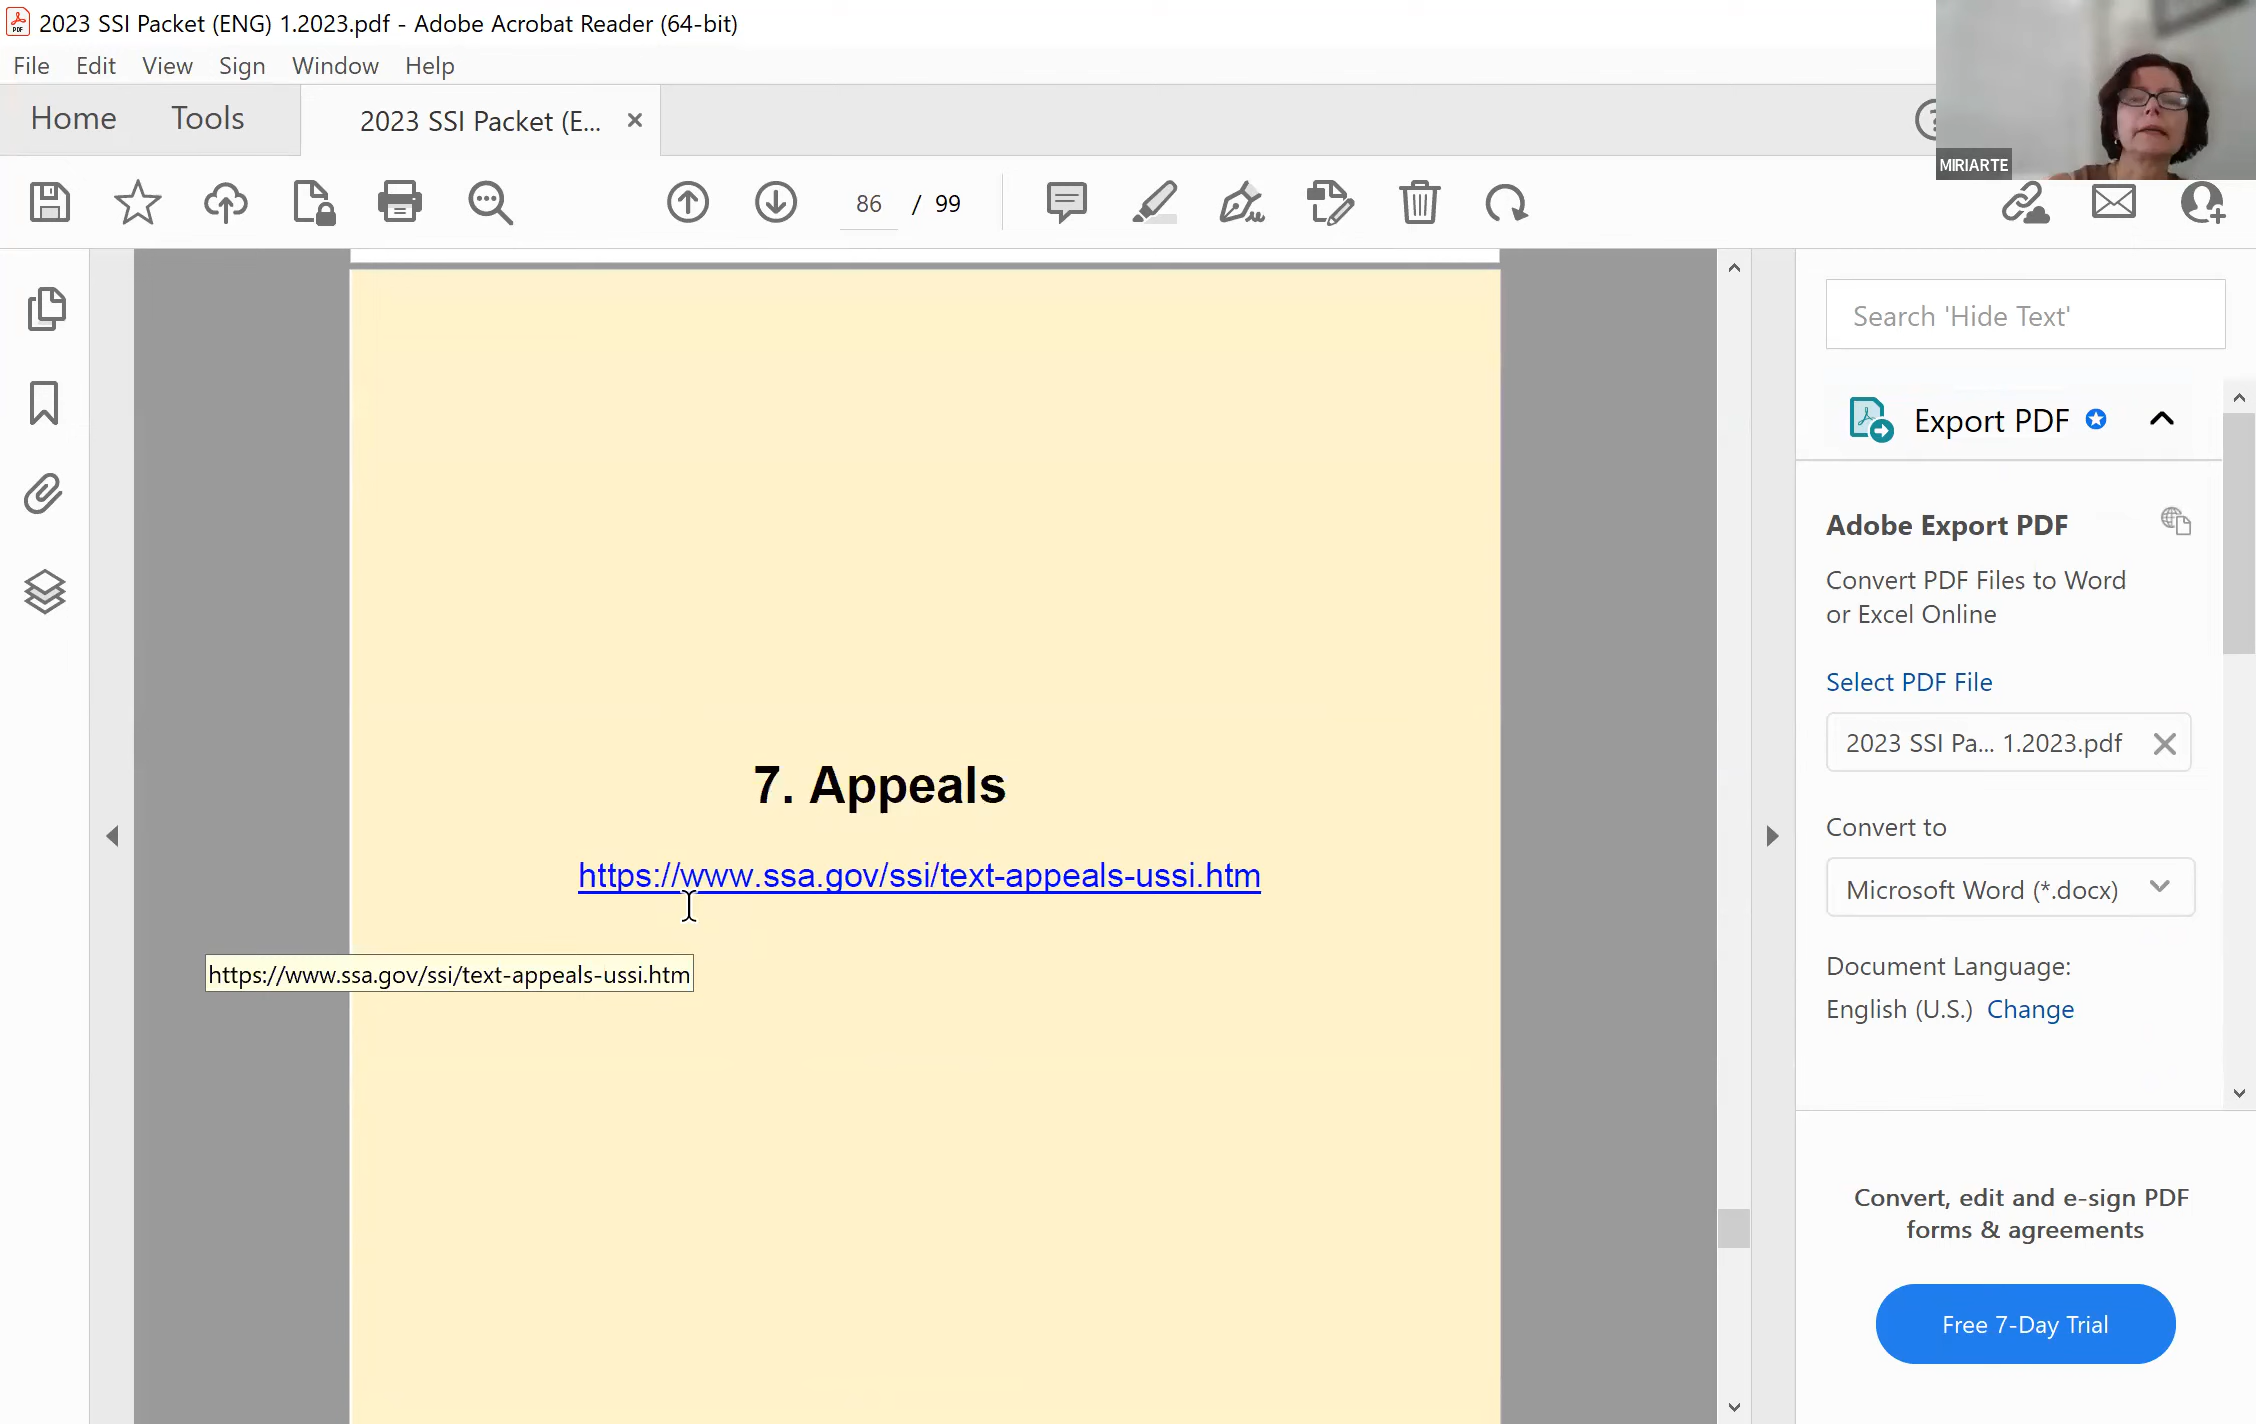 2023 SSI Packet (ENG) 1.2023.pdf - Adobe Acrobat Reader (64-bit)
File Edit View Sign Window Help
Home Tools 2023 SSI Packet (E...
MIRIARTE
86 / 99
Search 'Hide Text'
Export PDF
Adobe Export PDF
Convert PDF Files to Word
or Excel Online
Select PDF File
2023 SSI Pa... 1.2023.pdf
Convert to
Microsoft Word (*.docx)
Document Language:
English (U.S.) Change
Convert, edit and e-sign PDF
forms & agreements
Free 7-Day Trial
7. Appeals
https://www.ssa.gov/ssi/text-appeals-ussi.htm
https://www.ssa.gov/ssi/text-appeals-ussi.htm